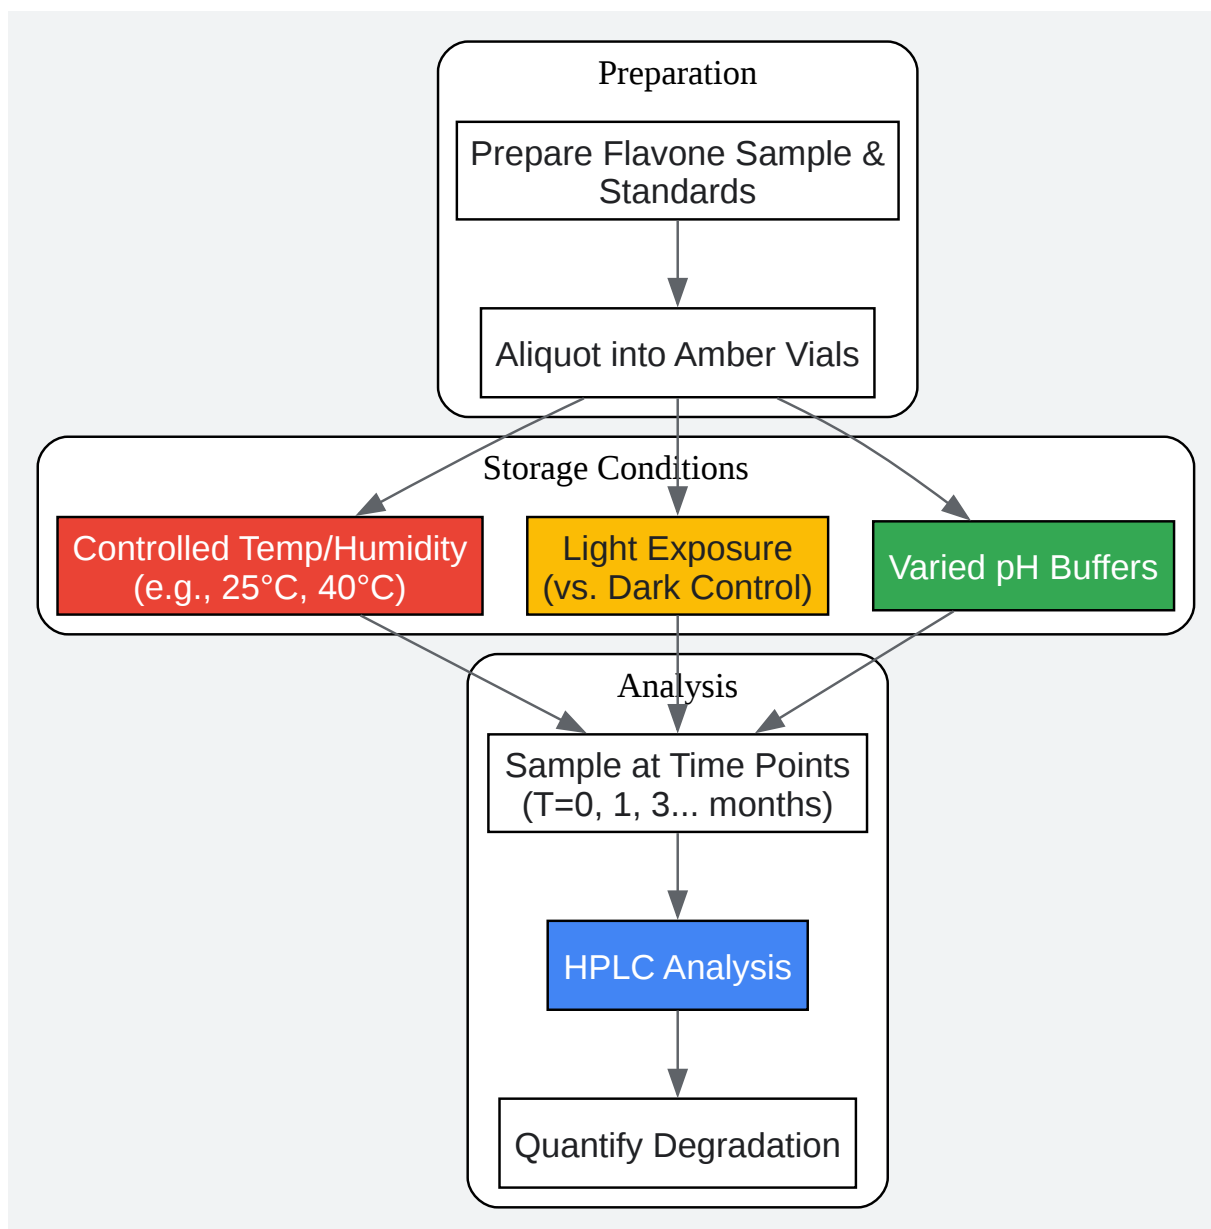 Preparation
Prepare Flavone Sample &
Standards
Aliquot into Amber Vials
Storage Conditions
Controlled Temp/Humidity
(e.g., 25°C, 40°C)
Light Exposure
(vs. Dark Control)
Varied pH Buffers
Analysis
Sample at Time Points
(T=0, 1, 3... months)
HPLC Analysis
Quantify Degradation